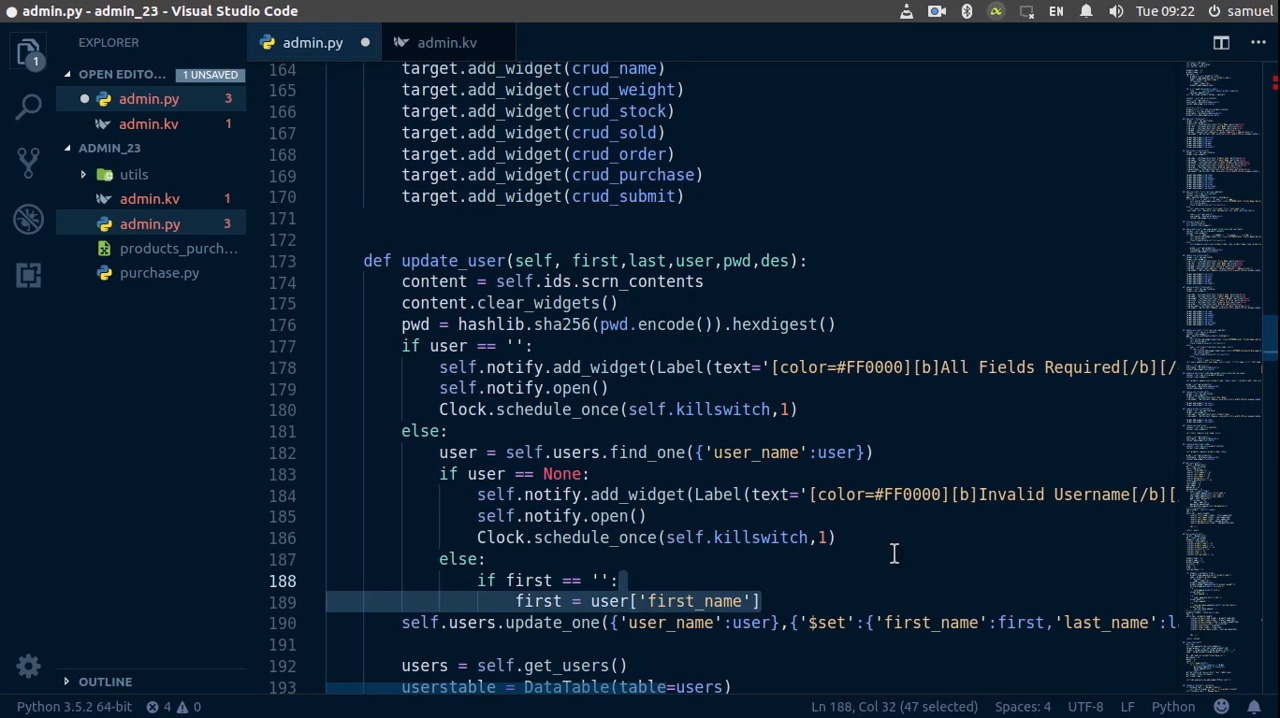 admin.py - admin_23 - Visual Studio Code
EN
Tue 09:22
samuel
EXPLORER
OPEN EDITO...
1 UNSAVED
admin.py 3
admin.kv 1
ADMIN_23
utils
admin.kv 1
admin.py 3
products_purch...
purchase.py
OUTLINE
1
admin.py
admin.kv
164 target.add_widget(crud_name)
165 target.add_widget(crud_weight)
166 target.add_widget(crud_stock)
167 target.add_widget(crud_sold)
168 target.add_widget(crud_order)
169 target.add_widget(crud_purchase)
170 target.add_widget(crud_submit)
171
172
173 def update_user(self, first,last,user,pwd,des):
174 content = self.ids.scrn_contents
175 content.clear_widgets()
176 pwd = hashlib.sha256(pwd.encode()).hexdigest()
177 if user == '':
178 self.notify.add_widget(Label(text='[color=#FF0000][b]All Fields Required[/b][/
179 self.notify.open()
180 Clock.schedule_once(self.killswitch,1)
181 else:
182 user = self.users.find_one({'user_name':user})
183 if user == None:
184 self.notify.add_widget(Label(text='[color=#FF0000][b]Invalid Username[/b][
185 self.notify.open()
186 Clock.schedule_once(self.killswitch,1)
187 else:
188 if first == '':
189 first = user['first_name']
190 self.users.update_one({'user_name':user},{'$set':{'first_name':first,'last_name':l
191
192 users = self.get_users()
193 userstable = DataTable(table=users)
Python 3.5.2 64-bit 4 0
Ln 188, Col 32 (47 selected) Spaces: 4 UTF-8 LF Python